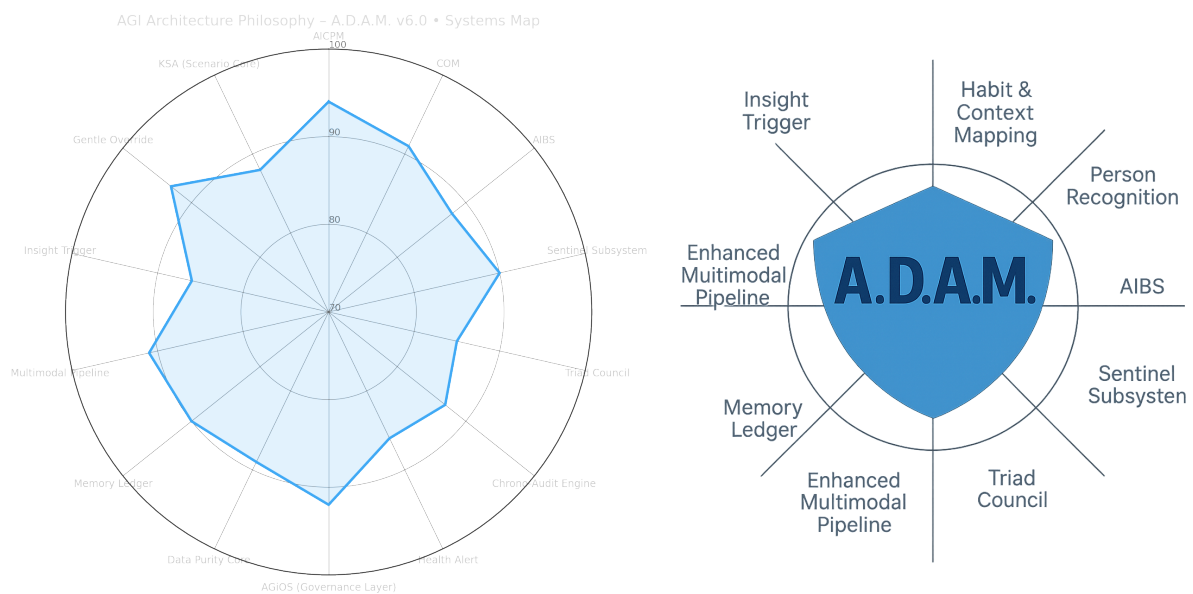 AGI Architecture Philosophy – A.D.A.M. v6.0 • Systems Map
AICPM
100
KSA (Scenario Core)
COM
90
Gentle Override
AIBS
80
Insight Trigger
Sentinel Subsystem
70
Multimodal Pipeline
Triad Council
Memory Ledger
Chrono Audit Engine
Data Purity Core
Health Alert
AGiOS (Governance Layer)
Insight
Trigger
Habit &
Context
Mapping
Person
Recognition
Enhanced
Muitimodal
Pipeline
A.D.A.M.
AIBS
Sentinel
Subsysten
Memory
Ledger
Enhanced
Multimodal
Pipeline
Triad
Council